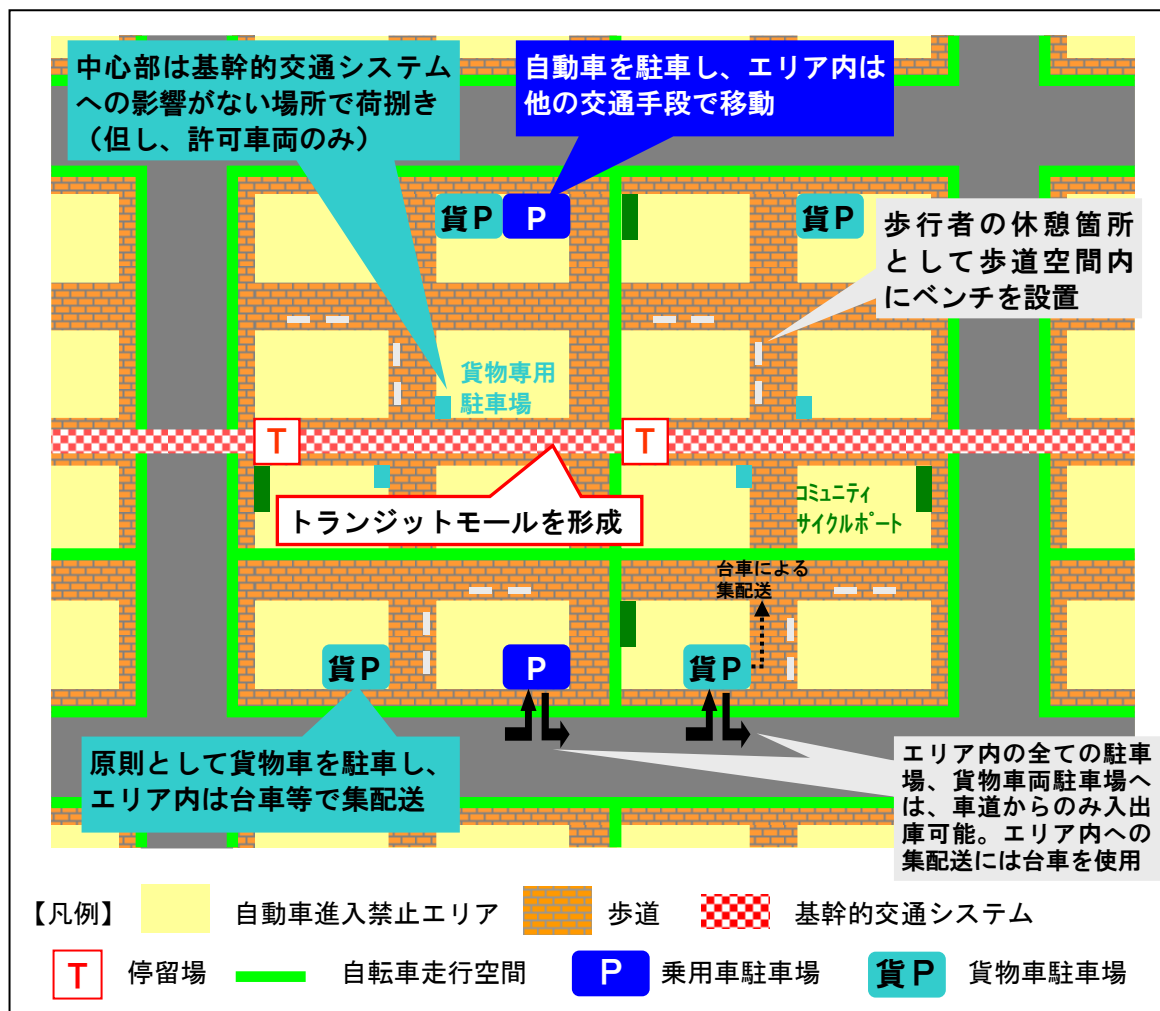 中心部は基幹的交通システム
への影響がない場所で荷捌き
（但し、許可車両のみ）
自動車を駐車し、エリア内は
他の交通手段で移動
貨P
P
貨P
歩行者の休憩箇所
として歩道空間内
にベンチを設置
貨物専用
駐車場
T
T
トランジットモールを形成
ｺﾐｭﾆﾃｨ
ｻｲｸﾙﾎﾟｰﾄ
台車による
集配送
貨P
P
貨P
原則として貨物車を駐車し、
エリア内は台車等で集配送
エリア内の全ての駐車
場、貨物車両駐車場へ
は、車道からのみ入出
庫可能。エリア内への
集配送には台車を使用
【凡例】
自動車進入禁止エリア
歩道
基幹的交通システム
T
停留場
自転車走行空間
P
乗用車駐車場
貨P
貨物車駐車場